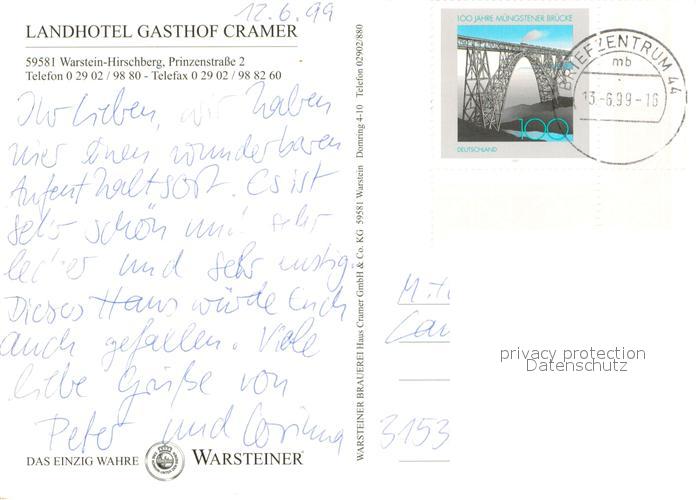 12.6.99
LANDHOTEL GASTHOF CRAMER
59581 Warstein-Hirschberg, Prinzenstraße 2
Telefon 0 29 02 / 98 80 - Telefax 0 29 02 / 98 82 60
Ihr Lieben, wir haben
hier einen wunderbaren
Aufenthaltsort. Es ist
sehr schön und sehr
lecker und sehr lustig.
Dieses Haus würde Euch
auch gefallen. Viele
liebe Grüße von
Peter und Corinna
DAS EINZIG WAHRE WARSTEINER
WARSTEINER BRAUEREI Haus Cramer GmbH & Co. KG 59581 Warstein Domring 4-10 Telefon 02902/880
100 JAHRE MÜNGSTENER BRÜCKE
100
DEUTSCHLAND
BRIEFZENTRUM 44
mb
13.-6.99-16
3153
privacy protection
Datenschutz